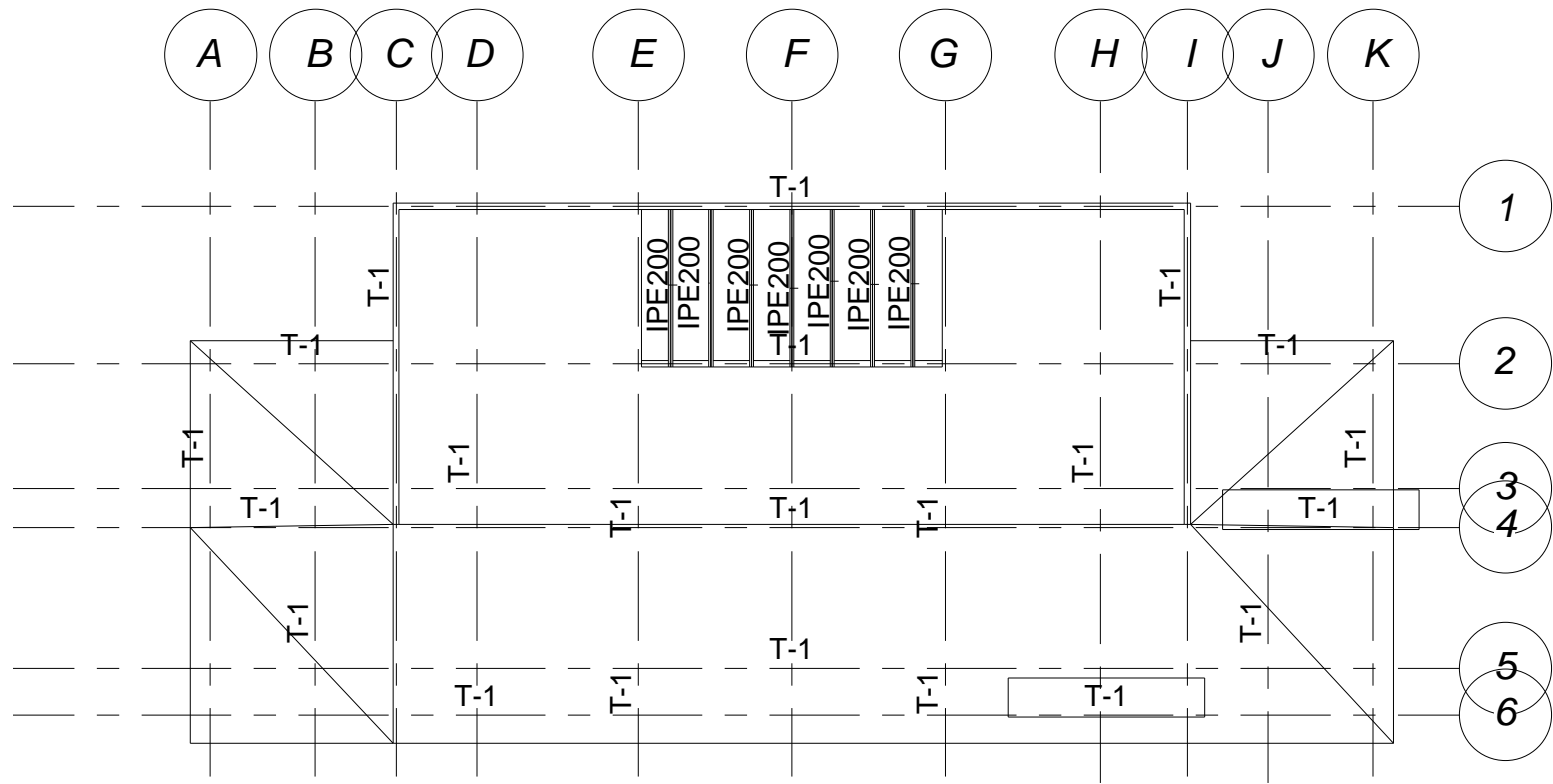 A B C D E F G H I J K
1
T-1
IPE200 IPE200 IPE200 IPE200 IPE200 IPE200 IPE200
T-1 T-1
T-1 T-1 T-1
2
T-1 T-1 T-1 T-1
3
T-1 T-1 T-1 T-1 T-1
4
T-1 T-1
T-1
5
T-1 T-1 T-1 T-1
6